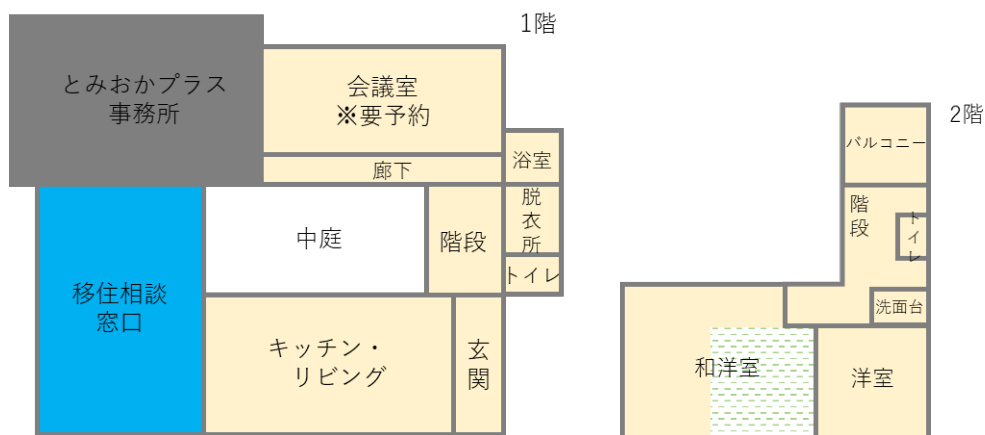 1階
とみおかプラス
事務所
会議室
※要予約
廊下
浴室
脱
衣
所
トイレ
中庭
階段
移住相談
窓口
キッチン・
リビング
玄
関
2階
バルコニー
階
段
トイレ
洗面台
和洋室
洋室